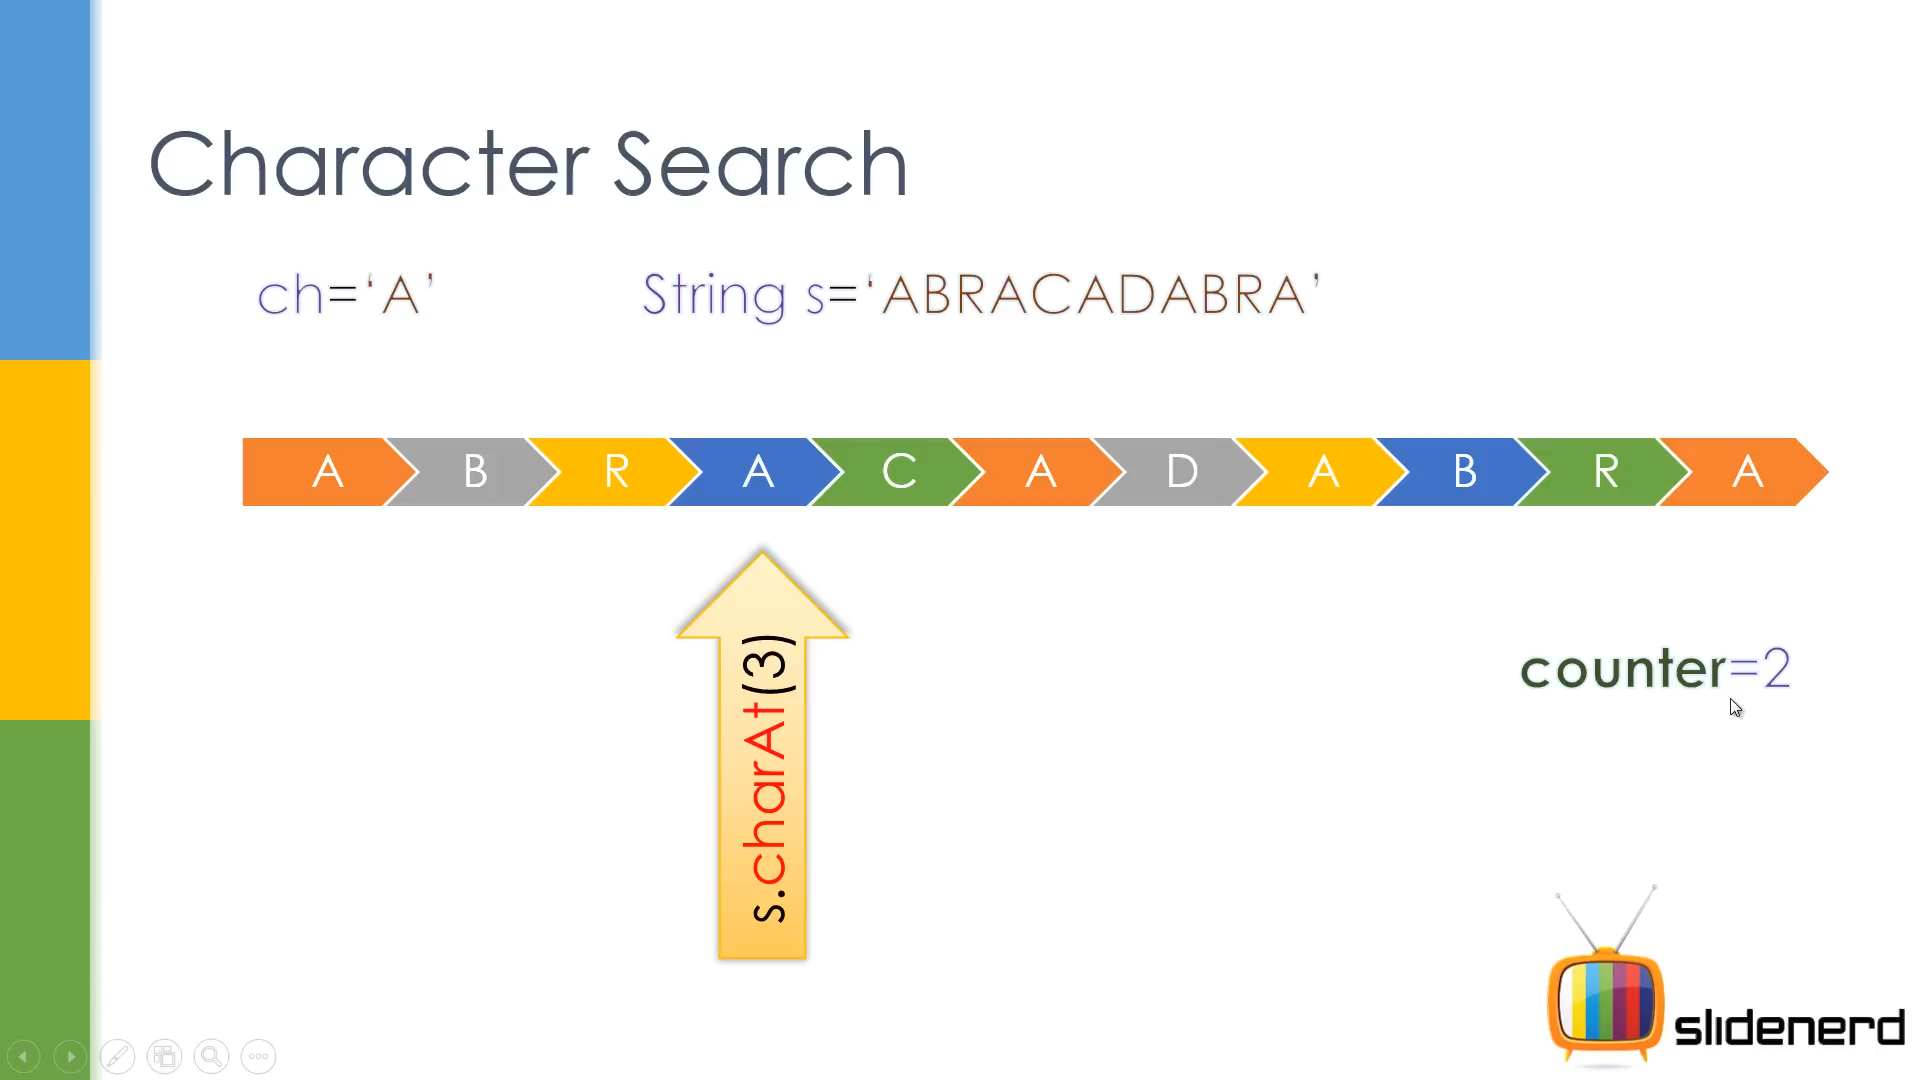 Character Search
ch=‘A’ String s=‘ABRACADABRA’
A B R A C A D A B R A
s.charAt(3)
counter=2
slidenerd